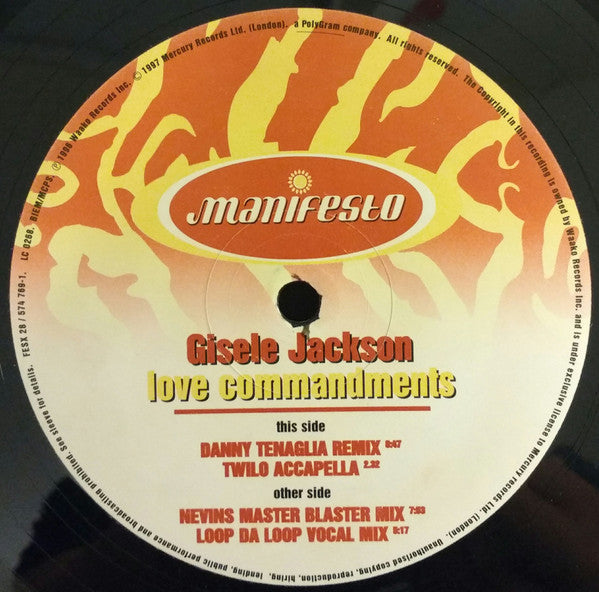 manifesto
Gisele Jackson
love commandments
this side
DANNY TENAGLIA REMIX 8:47
TWILO ACCAPELLA 2.32
other side
NEVINS MASTER BLASTER MIX 7:53
LOOP DA LOOP VOCAL MIX 8:17
FESX 28 / 574 769-1. LC 0268. BIEM/MCPS. ℗ 1996 Waako Records Inc. © 1997 Mercury Records Ltd. (London). a PolyGram company. All rights reserved. The Copyright in this recording is owned by Waako Records Inc. and is under exclusive license to Mercury records Ltd. (London). Unauthorised copying, reproduction, hiring, lending, public performance and broadcasting prohibited. See sleeve for details.